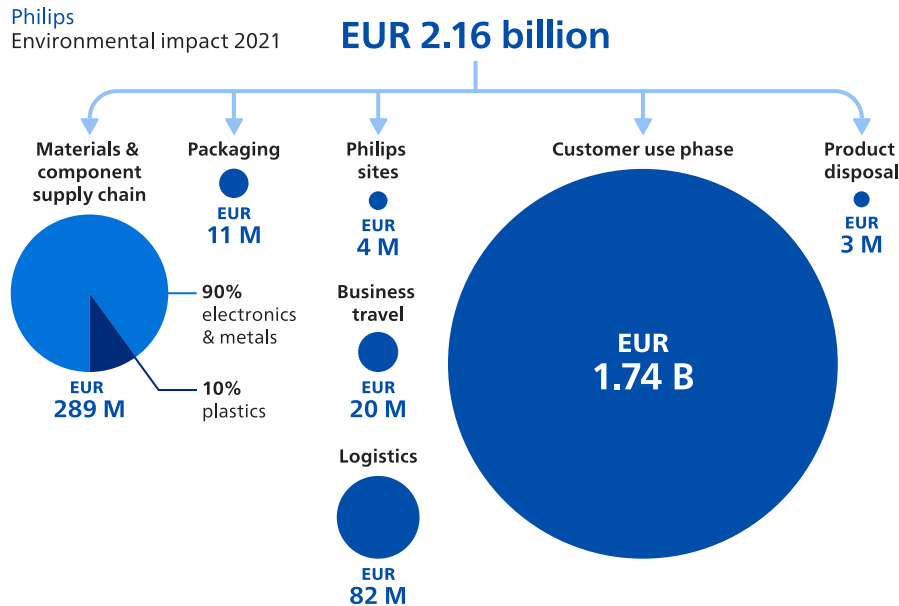 Philips
Environmental impact 2021
EUR 2.16 billion
Materials &
component
supply chain
90%
electronics
& metals
10%
plastics
EUR
289 M
Packaging
EUR
11 M
Philips
sites
EUR
4 M
Business
travel
EUR
20 M
Logistics
EUR
82 M
Customer use phase
EUR
1.74 B
Product
disposal
EUR
3 M